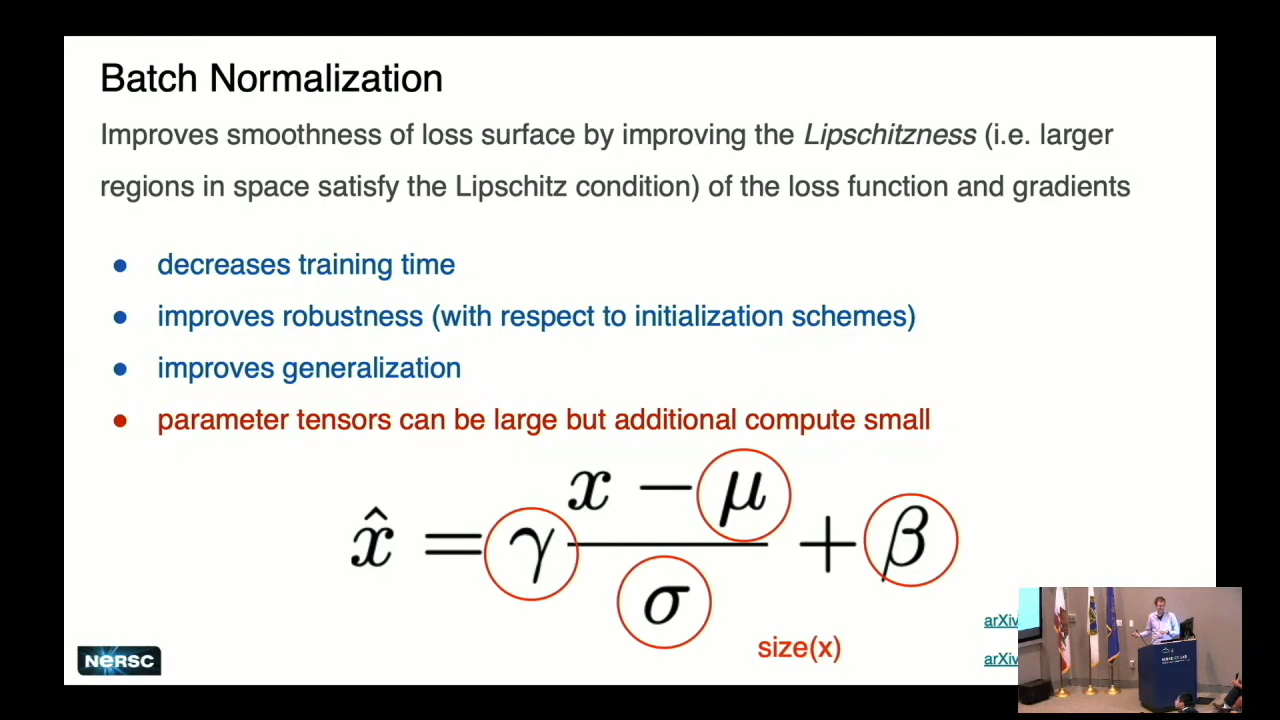 Batch Normalization
Improves smoothness of loss surface by improving the Lipschitzness (i.e. larger
regions in space satisfy the Lipschitz condition) of the loss function and gradients
● decreases training time
● improves robustness (with respect to initialization schemes)
● improves generalization
● parameter tensors can be large but additional compute small
x̂ = γ (x − μ) / σ + β
size(x)
arXiv
arXiv
NERSC